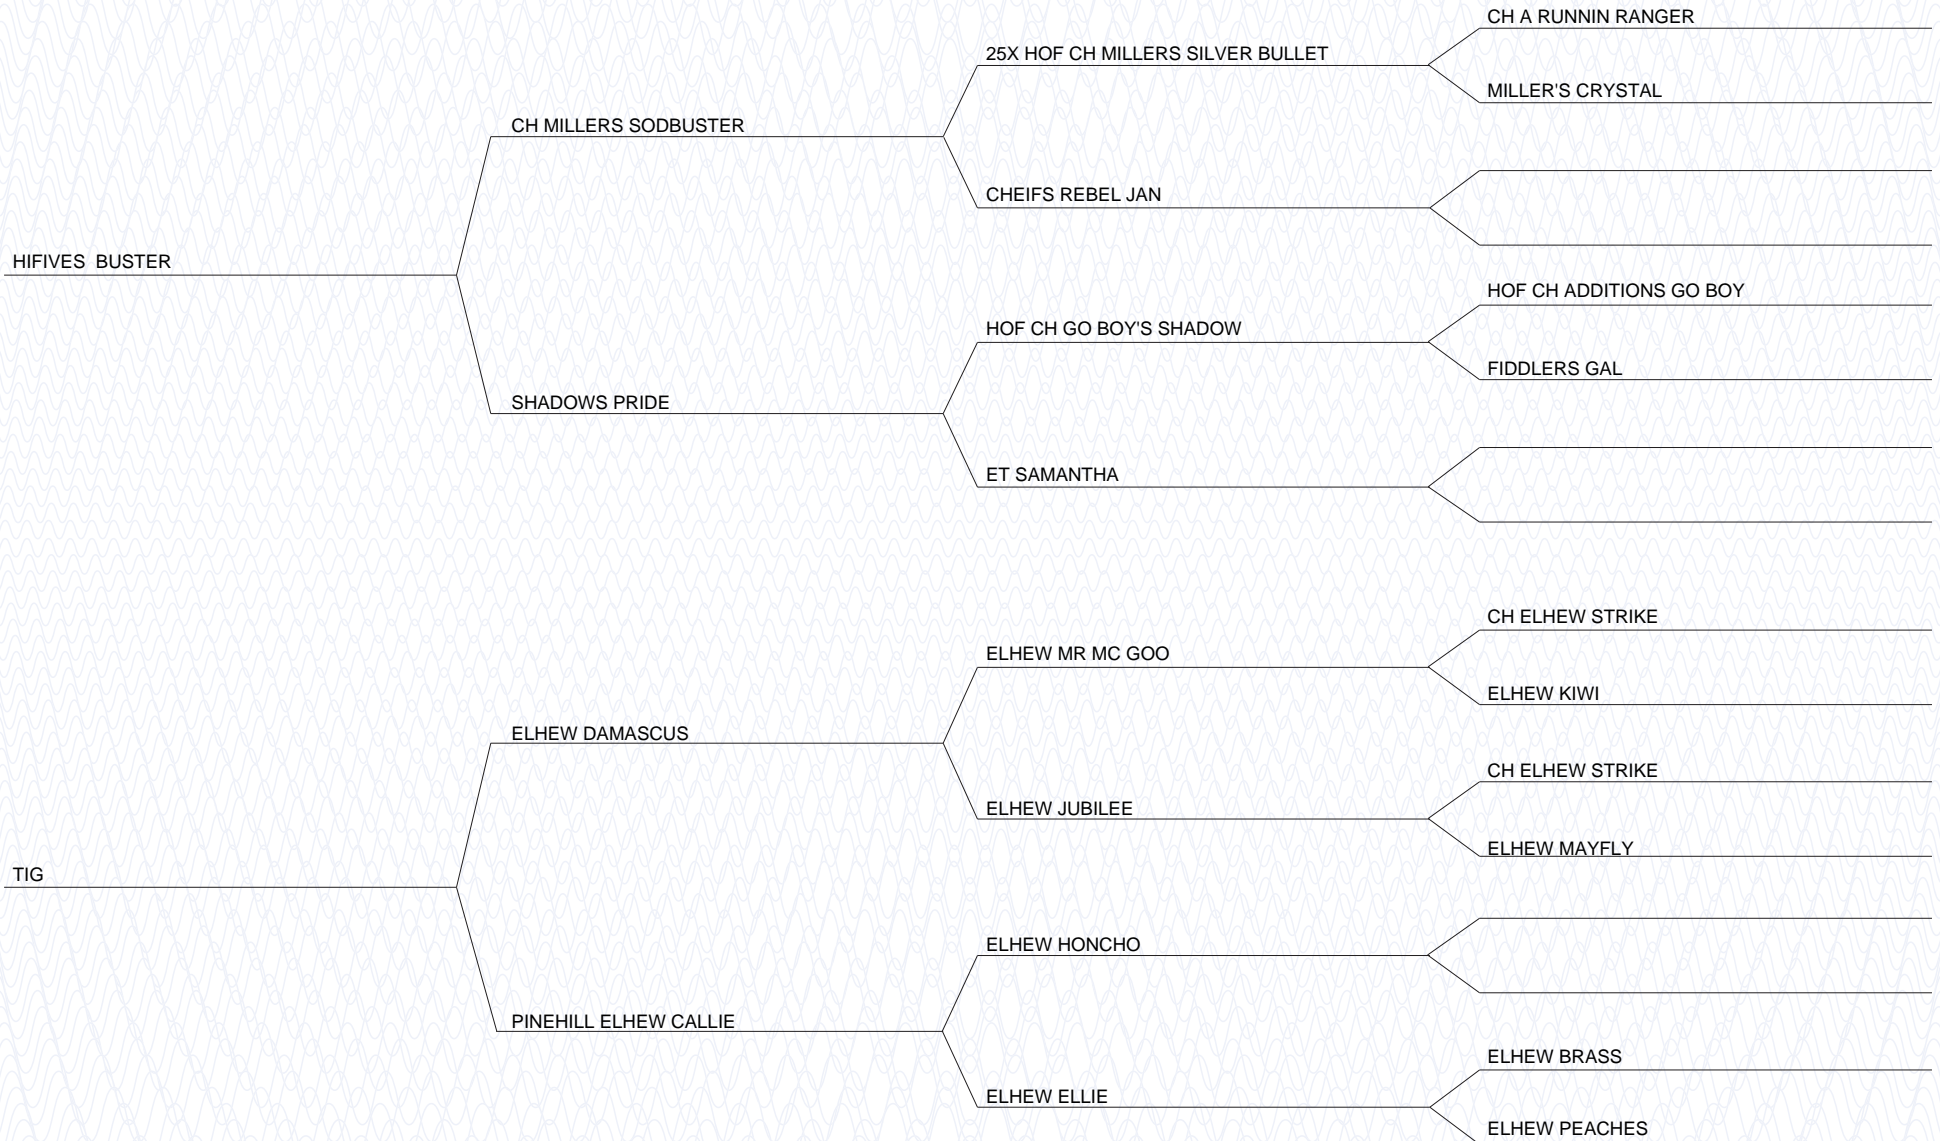 CH A RUNNIN RANGER
25X HOF CH MILLERS SILVER BULLET
MILLER'S CRYSTAL
CH MILLERS SODBUSTER
CHEIFS REBEL JAN
HIFIVES  BUSTER
HOF CH ADDITIONS GO BOY
HOF CH GO BOY'S SHADOW
FIDDLERS GAL
SHADOWS PRIDE
ET SAMANTHA
CH ELHEW STRIKE
ELHEW MR MC GOO
ELHEW KIWI
ELHEW DAMASCUS
CH ELHEW STRIKE
ELHEW JUBILEE
ELHEW MAYFLY
TIG
ELHEW HONCHO
PINEHILL ELHEW CALLIE
ELHEW BRASS
ELHEW ELLIE
ELHEW PEACHES